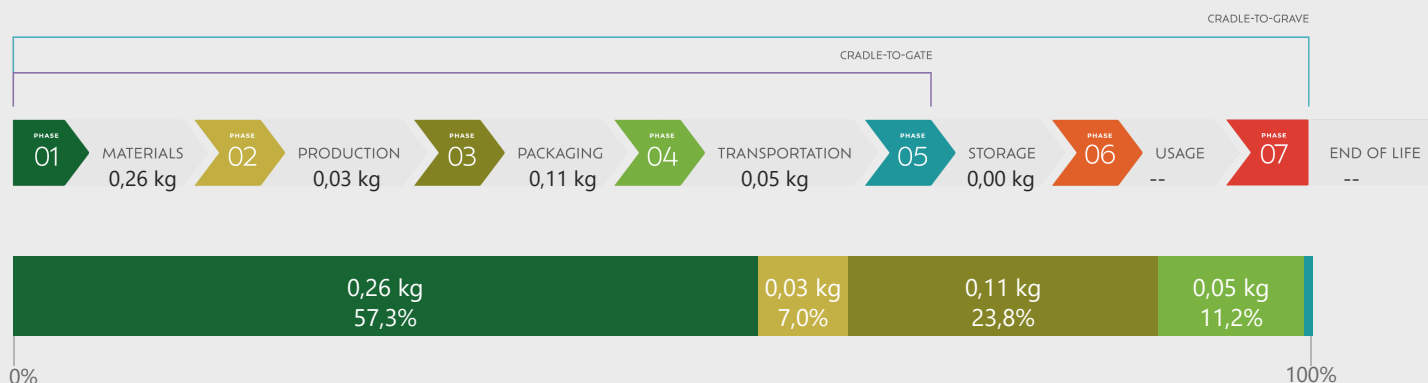 CRADLE-TO-GRAVE
CRADLE-TO-GATE
PHASE
01
MATERIALS
0,26 kg
PHASE
02
PRODUCTION
0,03 kg
PHASE
03
PACKAGING
0,11 kg
PHASE
04
TRANSPORTATION
0,05 kg
PHASE
05
STORAGE
0,00 kg
PHASE
06
USAGE
--
PHASE
07
END OF LIFE
--
0,26 kg
57,3%
0,03 kg
7,0%
0,11 kg
23,8%
0,05 kg
11,2%
0%
100%